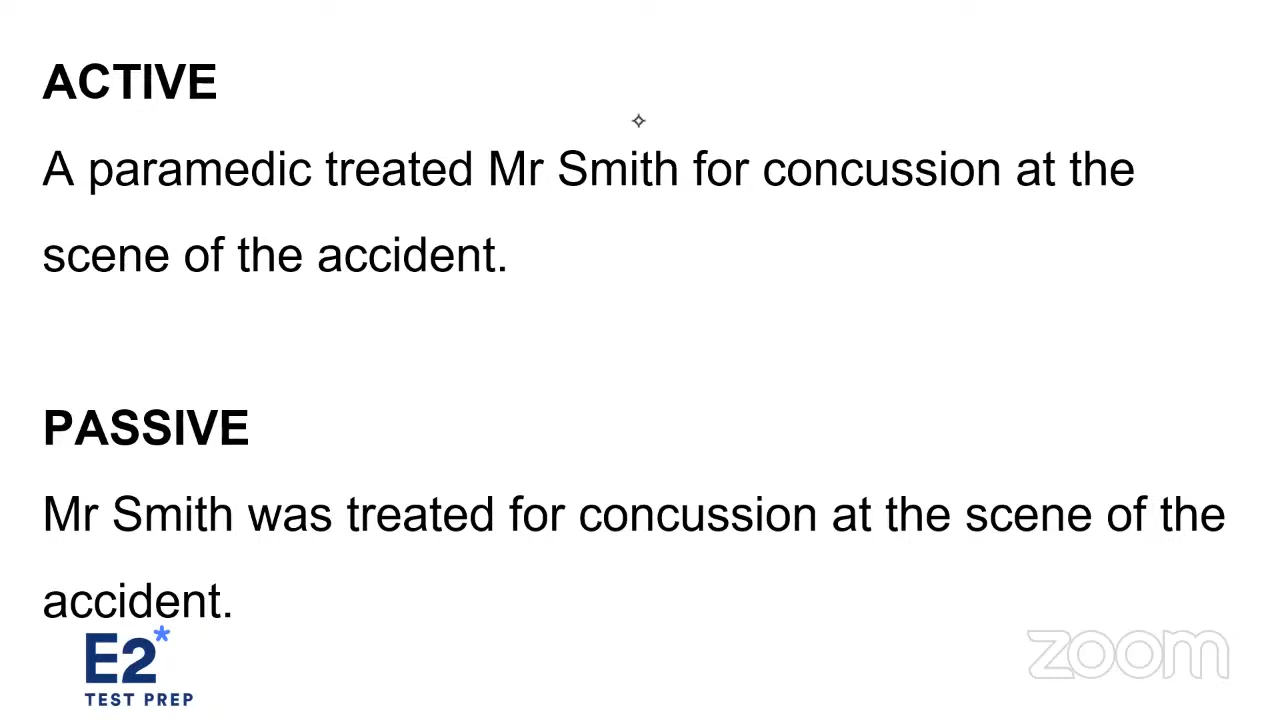 ACTIVE
A paramedic treated Mr Smith for concussion at the
scene of the accident.
PASSIVE
Mr Smith was treated for concussion at the scene of the
accident.
E2*
TEST PREP
zoom